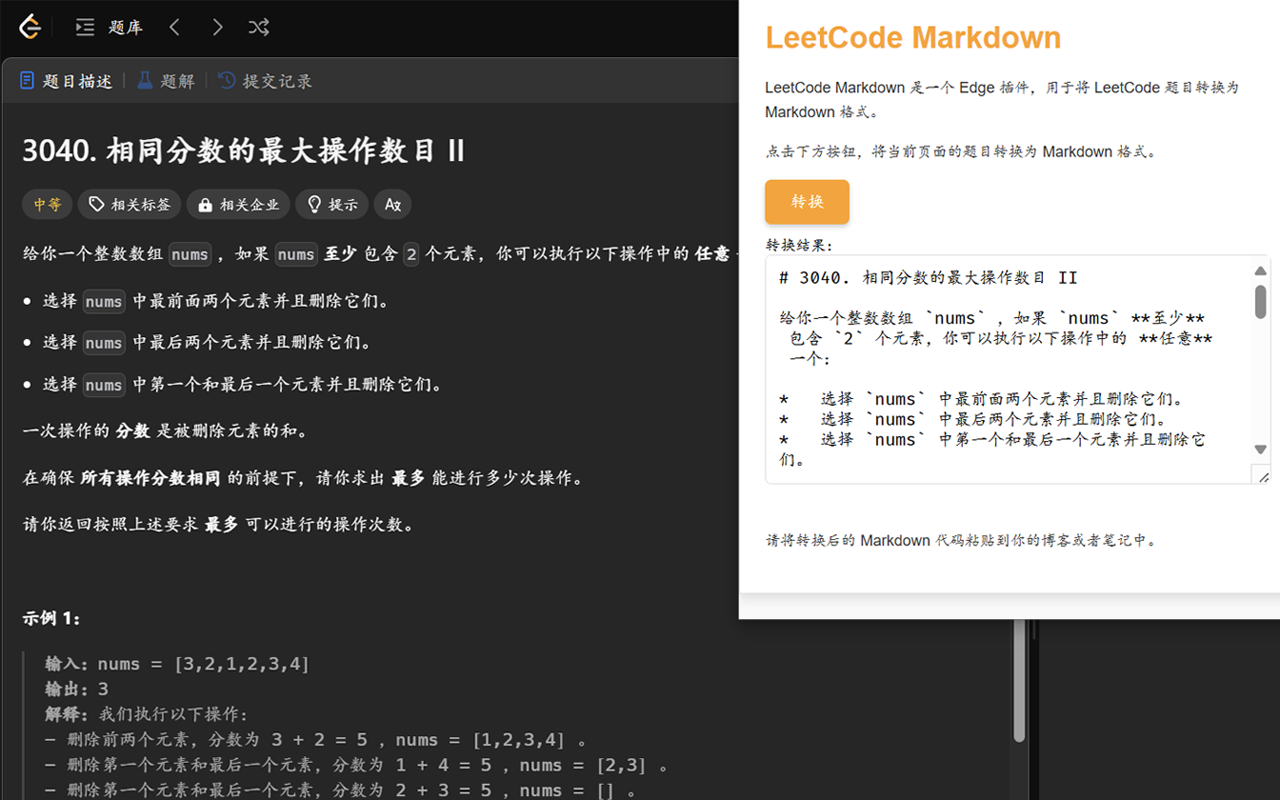 题库
题目描述 | 题解 | 提交记录
3040. 相同分数的最大操作数目 II
中等 相关标签 相关企业 提示
给你一个整数数组 nums ，如果 nums 至少 包含 2 个元素，你可以执行以下操作中的 任意
• 选择 nums 中最前面两个元素并且删除它们。
• 选择 nums 中最后两个元素并且删除它们。
• 选择 nums 中第一个和最后一个元素并且删除它们。
一次操作的 分数 是被删除元素的和。
在确保 所有操作分数相同 的前提下，请你求出 最多 能进行多少次操作。
请你返回按照上述要求 最多 可以进行的操作次数。
示例 1：
输入：nums = [3,2,1,2,3,4]
输出：3
解释：我们执行以下操作：
- 删除前两个元素，分数为 3 + 2 = 5 ，nums = [1,2,3,4] 。
- 删除第一个元素和最后一个元素，分数为 1 + 4 = 5 ，nums = [2,3] 。
- 删除第一个元素和最后一个元素，分数为 2 + 3 = 5 ，nums = [] 。
LeetCode Markdown
LeetCode Markdown 是一个 Edge 插件，用于将 LeetCode 题目转换为
Markdown 格式。
点击下方按钮，将当前页面的题目转换为 Markdown 格式。
转换
转换结果：
# 3040. 相同分数的最大操作数目 II
给你一个整数数组 `nums` ，如果 `nums` **至少**
包含 `2` 个元素，你可以执行以下操作中的 **任意**
一个：
* 选择 `nums` 中最前面两个元素并且删除它们。
* 选择 `nums` 中最后两个元素并且删除它们。
* 选择 `nums` 中第一个和最后一个元素并且删除它
们。
请将转换后的 Markdown 代码粘贴到你的博客或者笔记中。